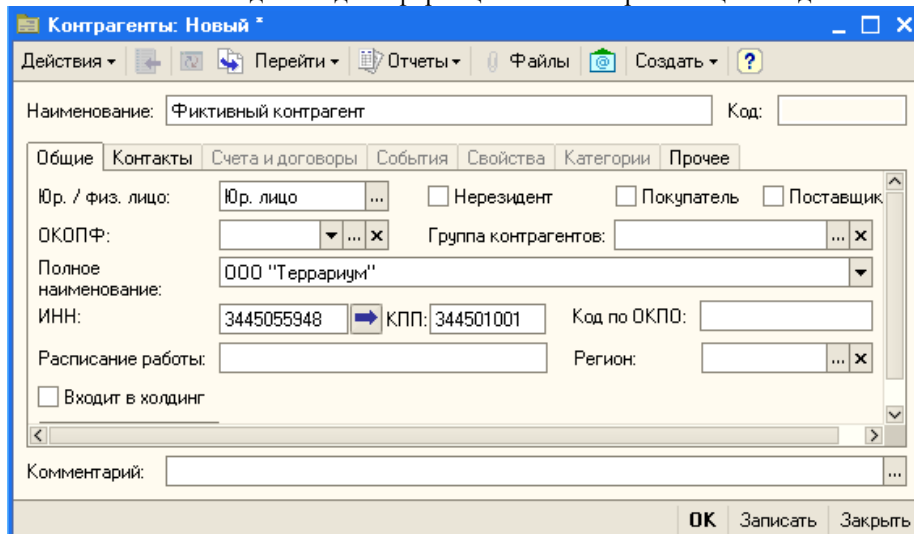 Контрагенты: Новый *
Действия Перейти Отчеты Файлы Создать ?
Наименование: Фиктивный контрагент Код:
Общие Контакты Счета и договоры События Свойства Категории Прочее
Юр. / физ. лицо: Юр. лицо ... Нерезидент Покупатель Поставщик
ОКОПФ: ... x Группа контрагентов: ... x
Полное
наименование: ООО "Террариум"
ИНН: 3445055948 КПП: 344501001 Код по ОКПО:
Расписание работы: Регион: ... x
Входит в холдинг
Комментарий: ...
OK Записать Закрыть